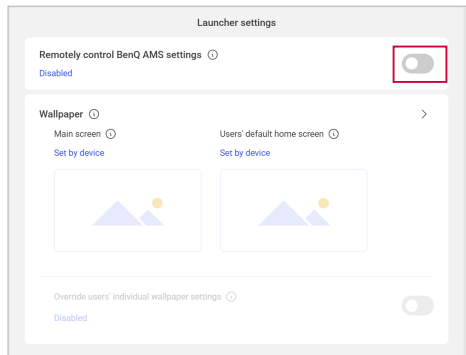 Launcher settings
Remotely control BenQ AMS settings
Disabled
Wallpaper
Main screen
Users' default home screen
Set by device
Set by device
Override users' individual wallpaper settings
Disabled